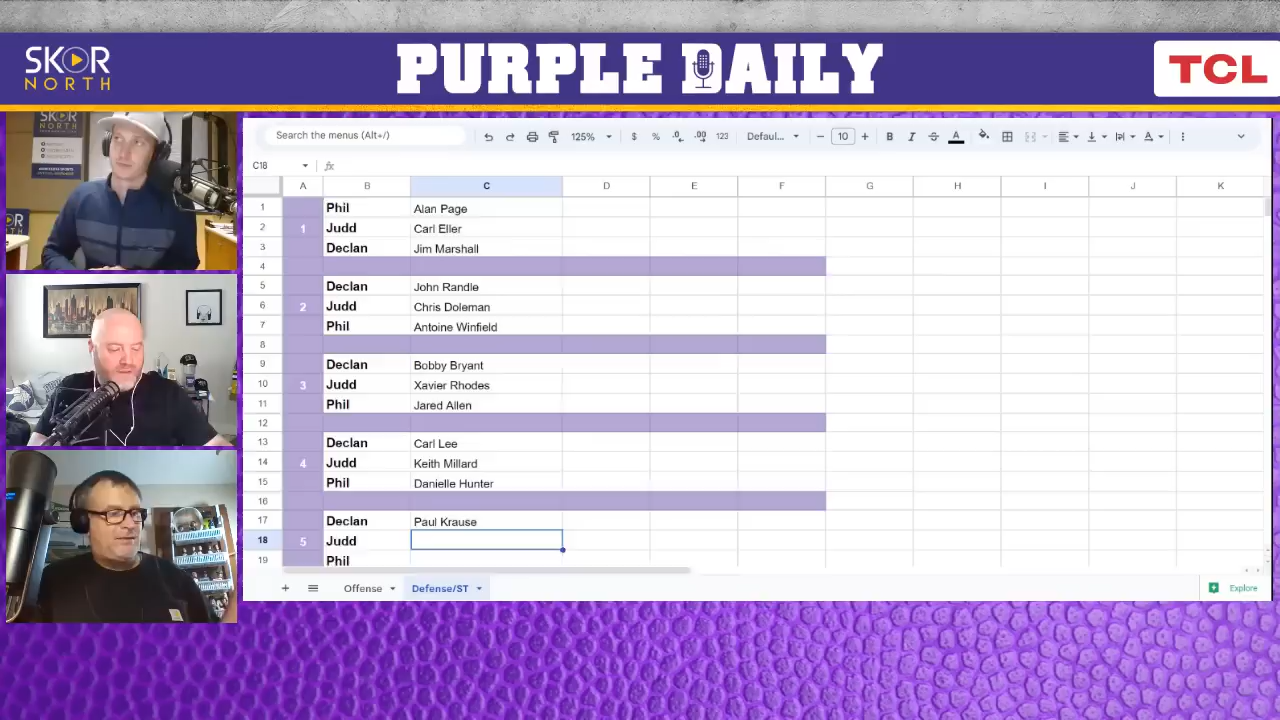 SKOR
NORTH
PURPLE DAILY
TCL
SKOR
NORTH
Search the menus (Alt+/)
125%
$ % .0 .00 123
Defaul...
10
B I A
C18
fx
A B C D E F G H I J K
1 Phil Alan Page
2 1 Judd Carl Eller
3 Declan Jim Marshall
4
5 Declan John Randle
6 2 Judd Chris Doleman
7 Phil Antoine Winfield
8
9 Declan Bobby Bryant
10 3 Judd Xavier Rhodes
11 Phil Jared Allen
12
13 Declan Carl Lee
14 4 Judd Keith Millard
15 Phil Danielle Hunter
16
17 Declan Paul Krause
18 5 Judd
19 Phil
Offense Defense/ST
Explore